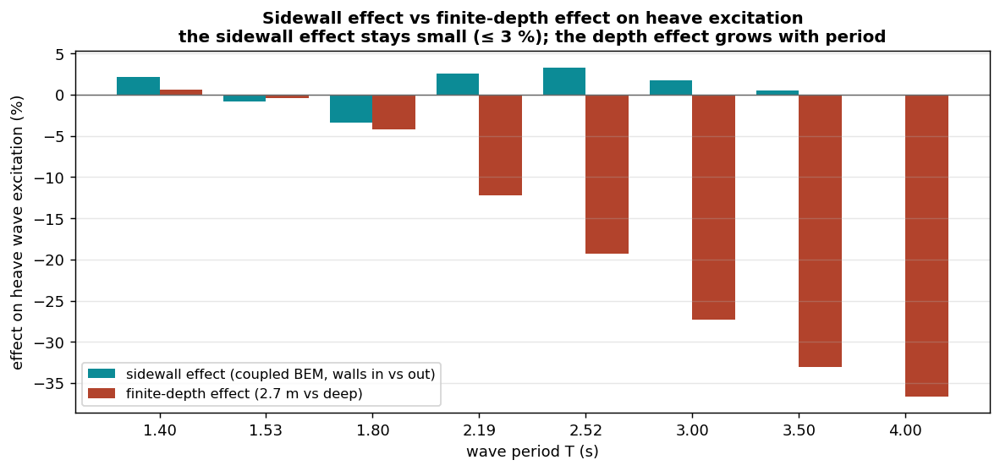 Sidewall effect vs finite-depth effect on heave excitation
the sidewall effect stays small (≤ 3 %); the depth effect grows with period
effect on heave wave excitation (%)
5
0
−5
−10
−15
−20
−25
−30
−35
sidewall effect (coupled BEM, walls in vs out)
finite-depth effect (2.7 m vs deep)
1.40 1.53 1.80 2.19 2.52 3.00 3.50 4.00
wave period T (s)